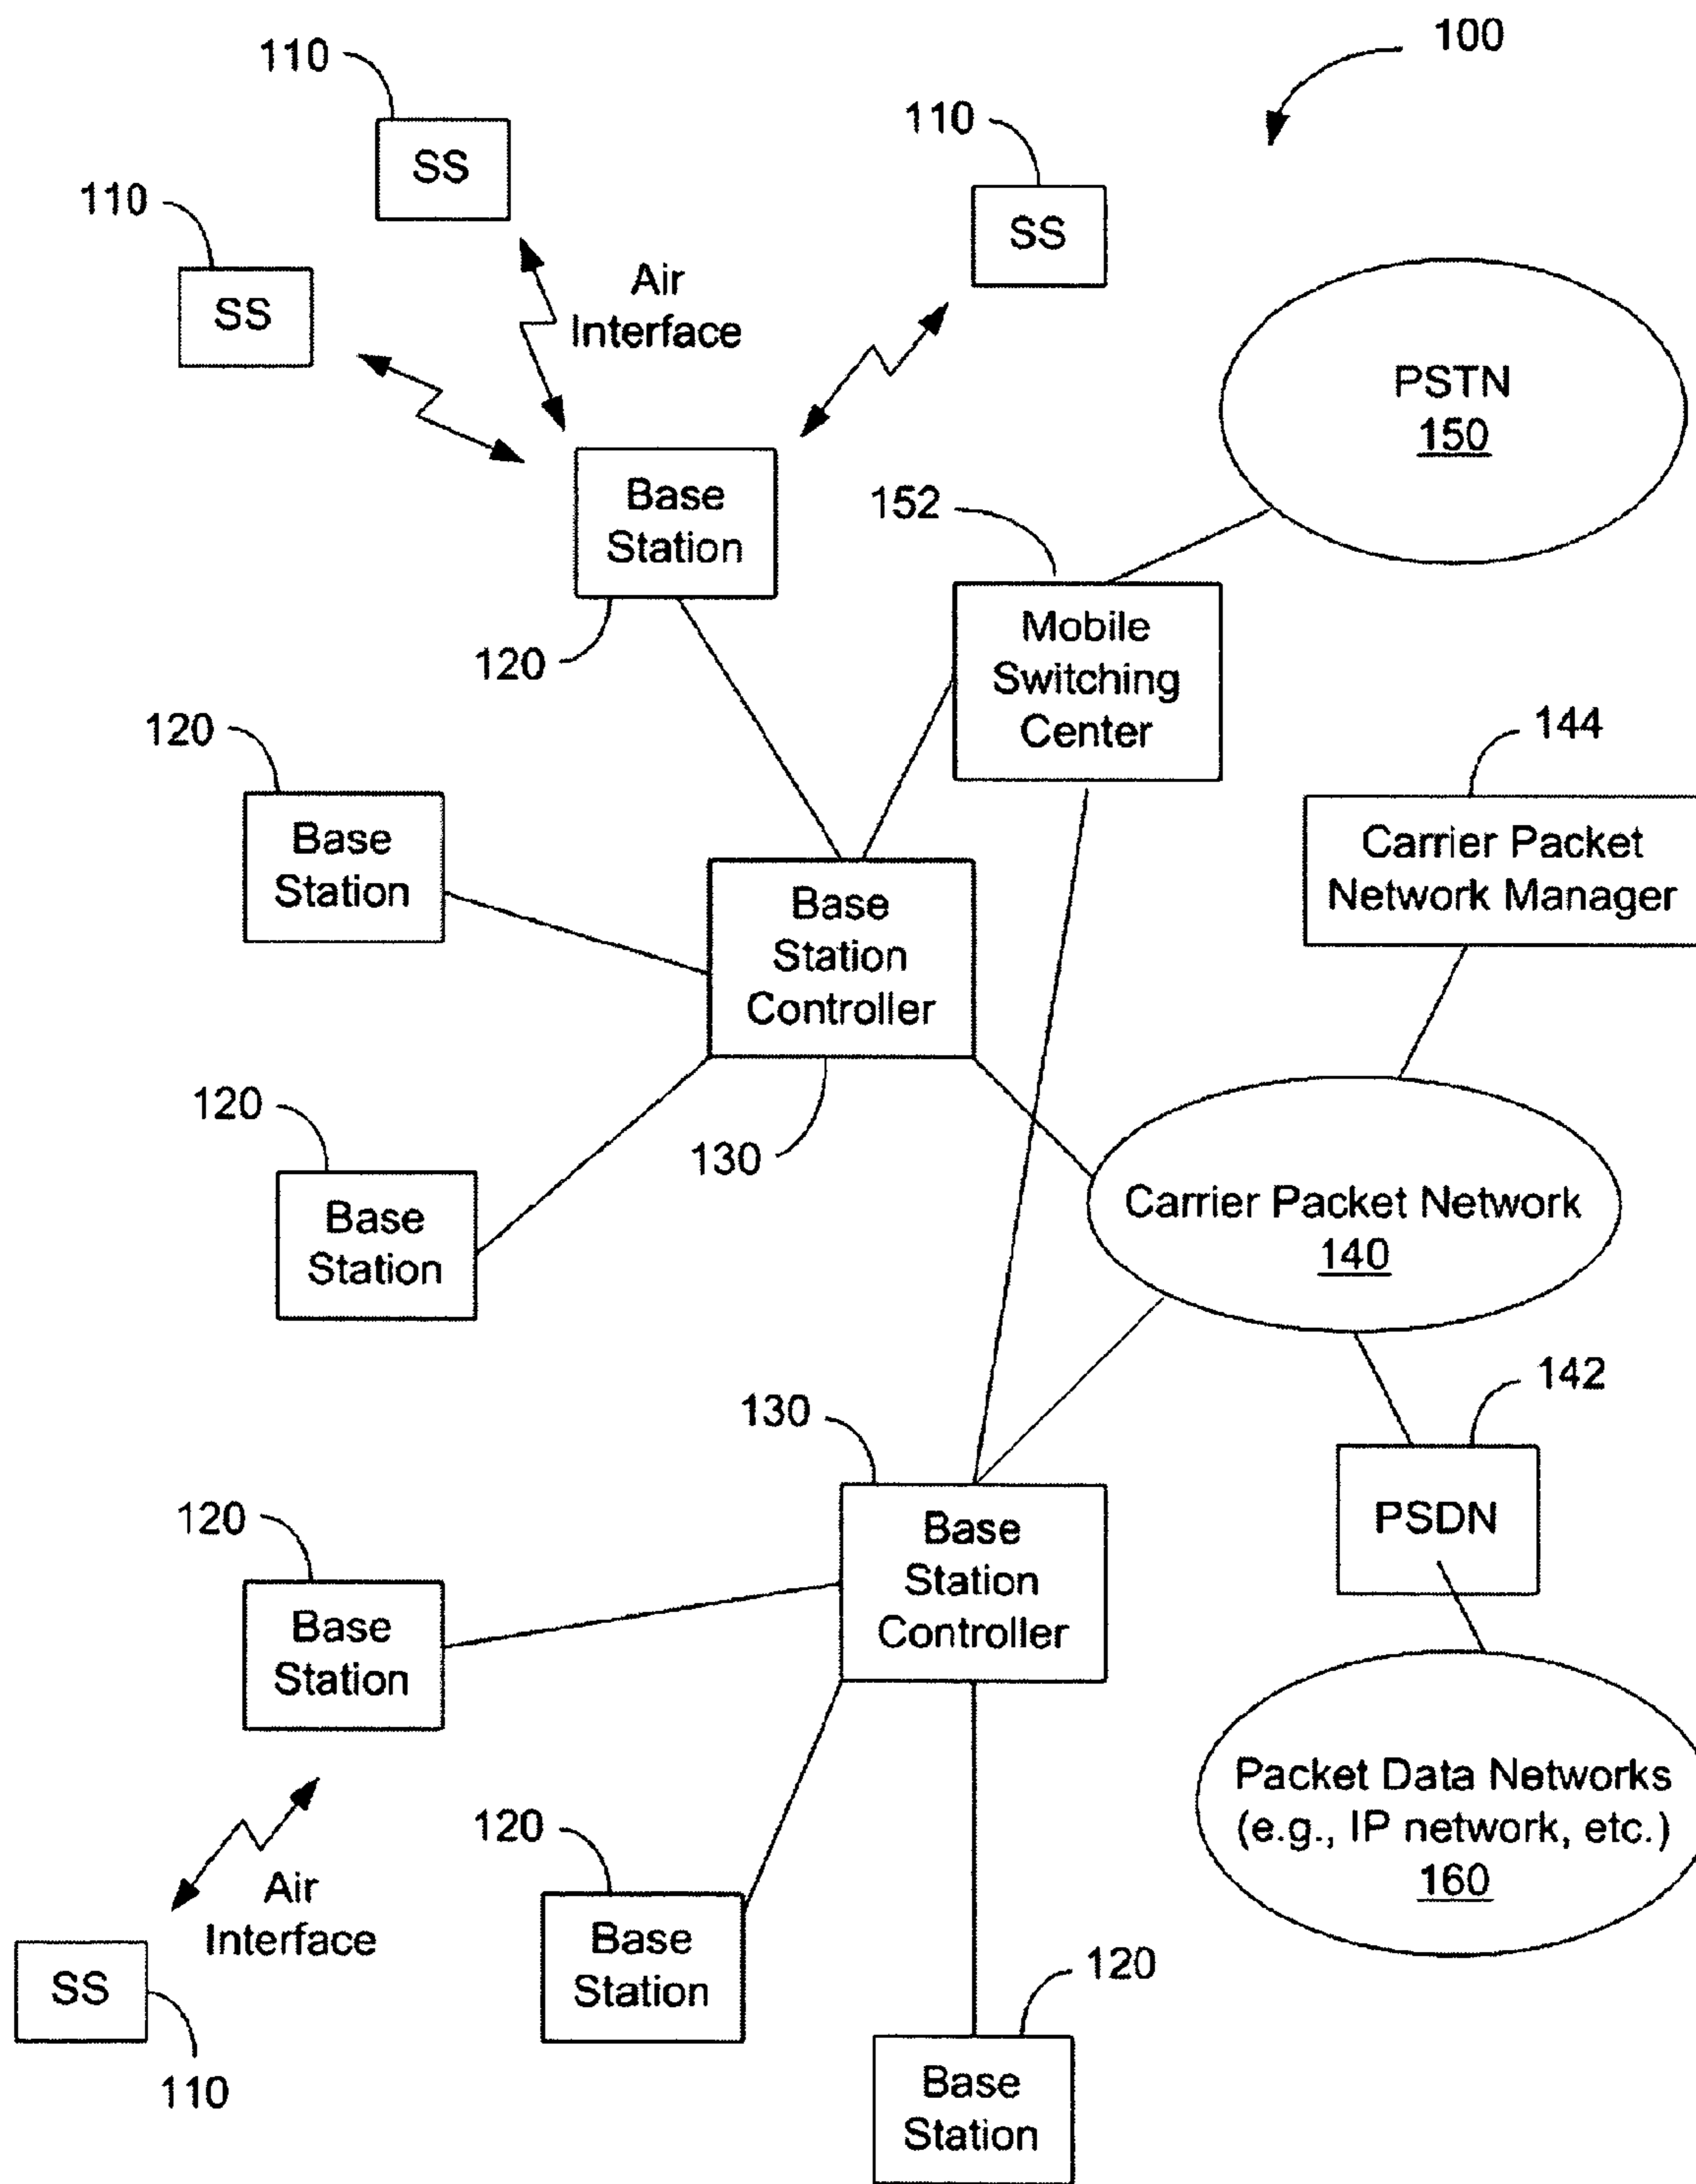 100
110
110
SS
110
SS
SS
Air
Interface
PSTN
150
Base
Station
152
120
Mobile
Switching
Center
120
144
Base
Station
Carrier Packet
Network Manager
Base
Station
Controller
120
130
Base
Station
Carrier Packet Network
140
142
130
120
PSDN
Base
Station
Controller
Base
Station
Packet Data Networks
(e.g., IP network, etc.)
160
120
Air
Interface
Base
Station
SS
120
110
Base
Station